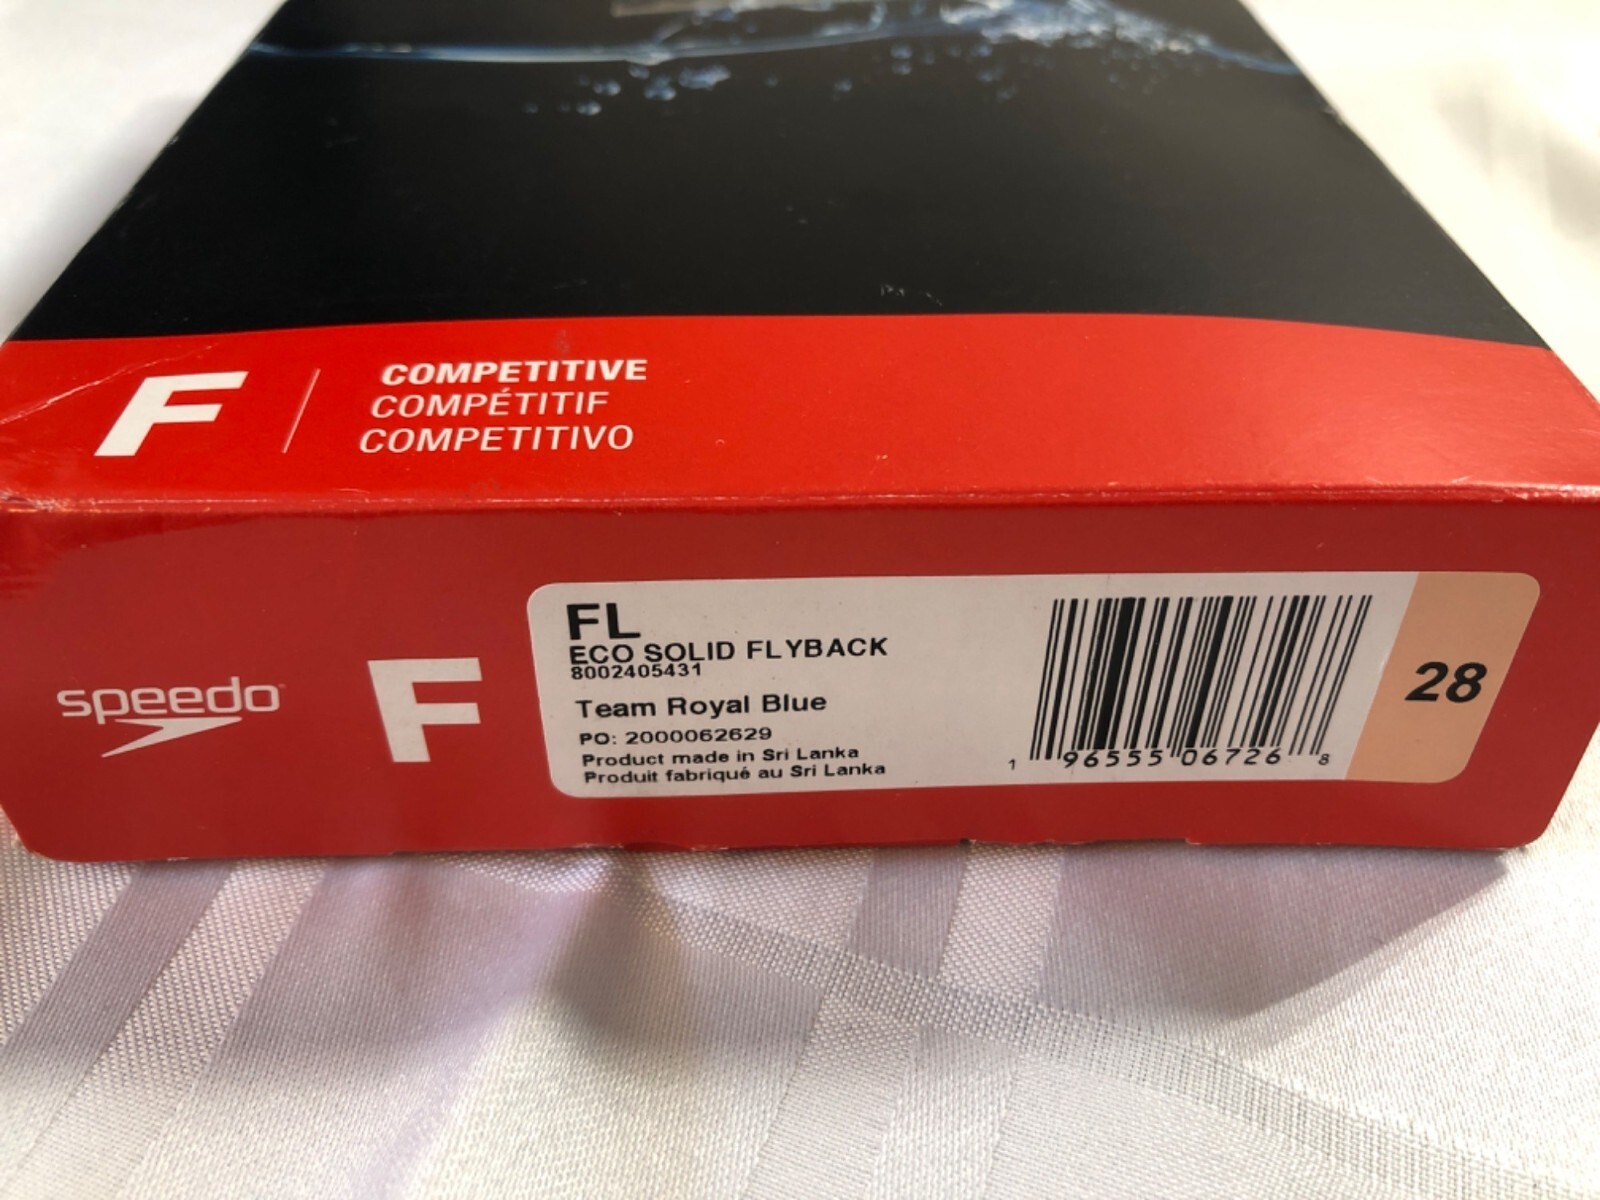 F
COMPETITIVE
COMPÉTITIF
COMPETITIVO
speedo
F
FL
ECO SOLID FLYBACK
8002405431
Team Royal Blue
PO: 2000062629
Product made in Sri Lanka
Produit fabriqué au Sri Lanka
1 96555 06726 8
28